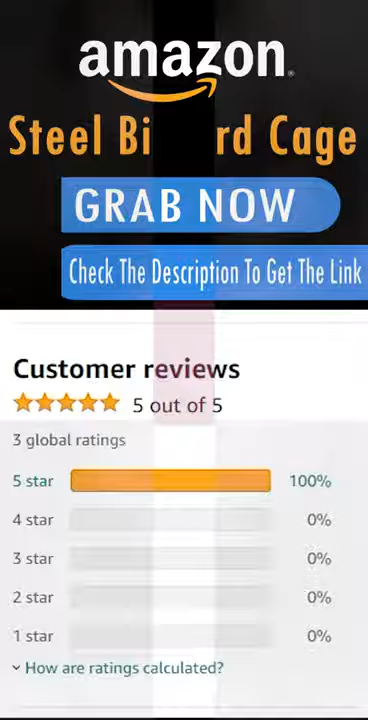 amazon
Steel Bi rd Cage
GRAB NOW
Check The Description To Get The Link
Customer reviews
5 out of 5
3 global ratings
5 star 100%
4 star 0%
3 star 0%
2 star 0%
1 star 0%
How are ratings calculated?